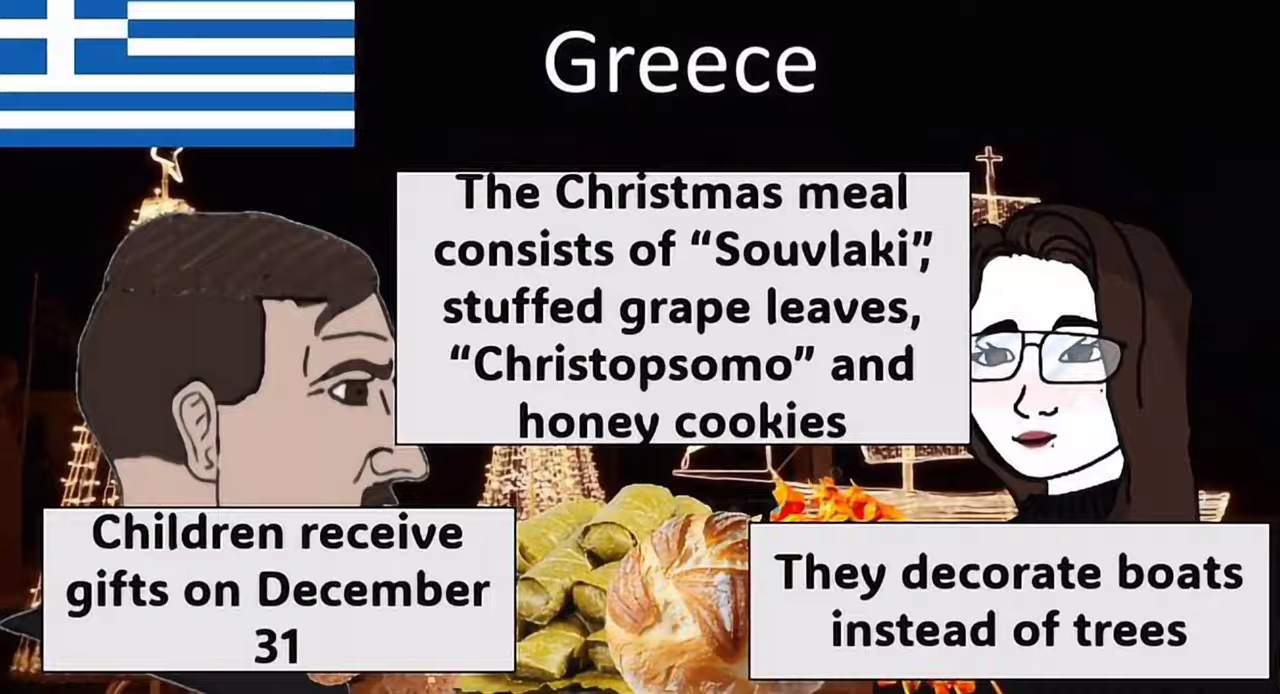 Greece
The Christmas meal
consists of “Souvlaki”,
stuffed grape leaves,
“Christopsomo” and
honey cookies
Children receive
gifts on December
31
They decorate boats
instead of trees